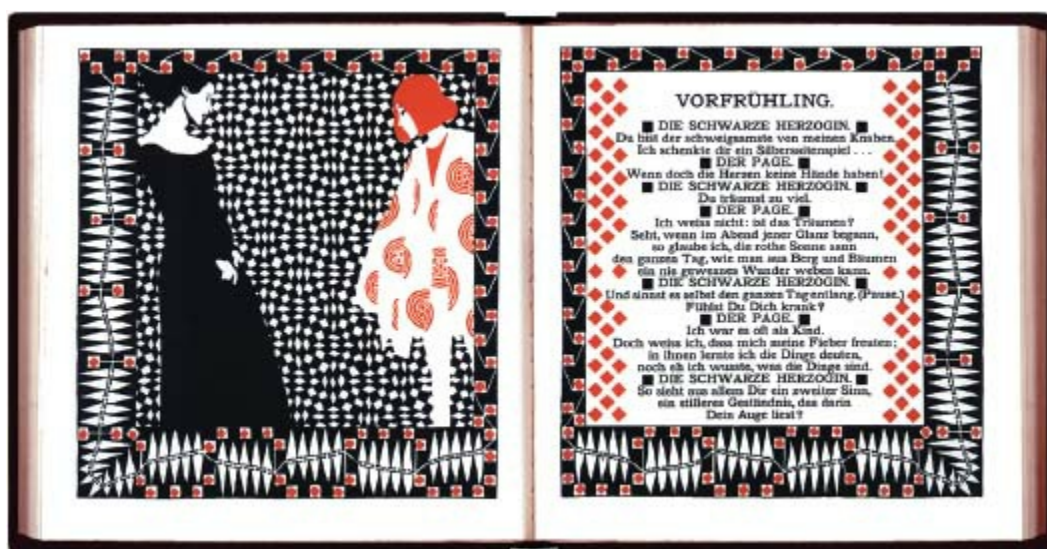 VORFRÜHLING.
DIE SCHWARZE HERZOGIN.
Du bist der schweigsamste von meinen Knaben.
Ich schenkte dir ein Silbersaitenspiel . . .
DER PAGE.
Wenn doch die Herzen keine Hände haben!
DIE SCHWARZE HERZOGIN.
Du träumst zu viel.
DER PAGE.
Ich weiss nicht: ist das Träumen?
Seht, wenn im Abend jener Glanz begann,
so glaube ich, die rothe Sonne sann
den ganzen Tag, wie man aus Berg und Bäumen
ein nie gewesnes Wunder weben kann.
DIE SCHWARZE HERZOGIN.
Und sinnst es selbst den ganzen Tag entlang. (Pause.)
Fühlst Du Dich krank?
DER PAGE.
Ich war es oft als Kind.
Doch weiss ich, dass mich meine Fieber freuten;
in Ihnen lernte ich die Dinge deuten,
noch eh ich wusste, was die Dinge sind.
DIE SCHWARZE HERZOGIN.
So sieht aus allem Dir ein zweiter Sinn,
ein stilleres Geständnis, das darin
Dein Auge liest?